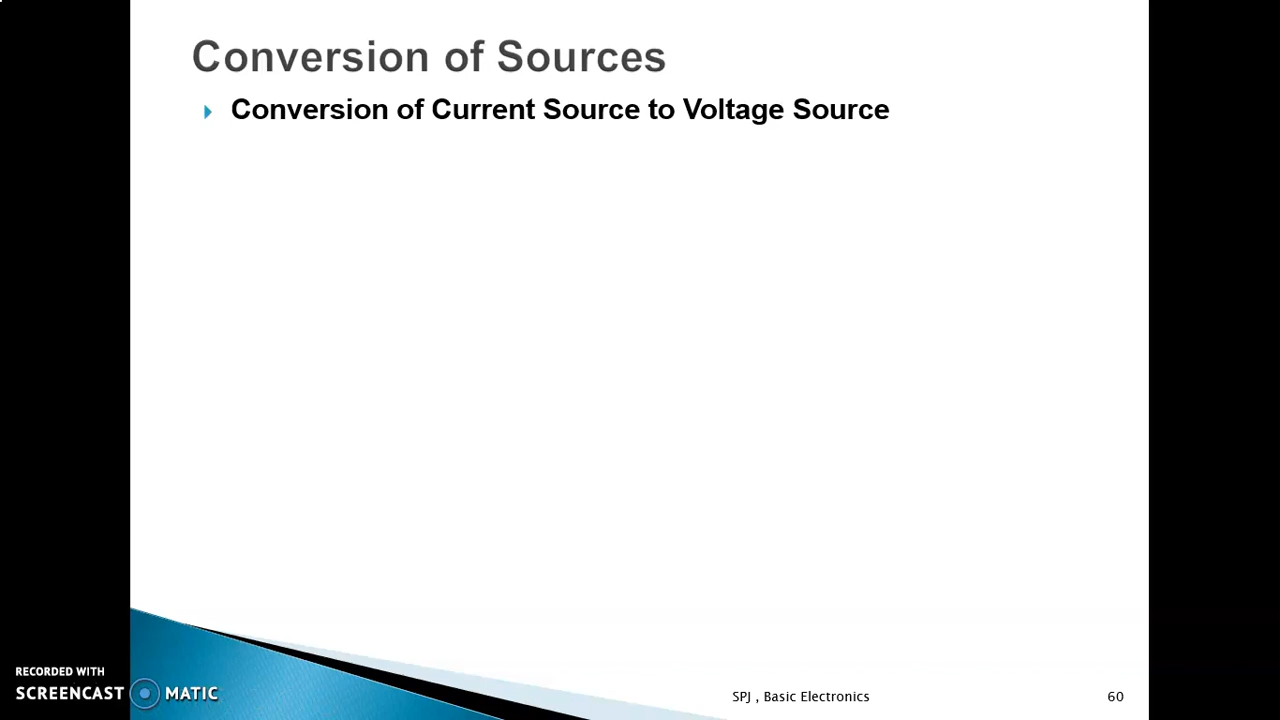 Conversion of Sources
Conversion of Current Source to Voltage Source
RECORDED WITH
SCREENCAST MATIC
SPJ , Basic Electronics
60